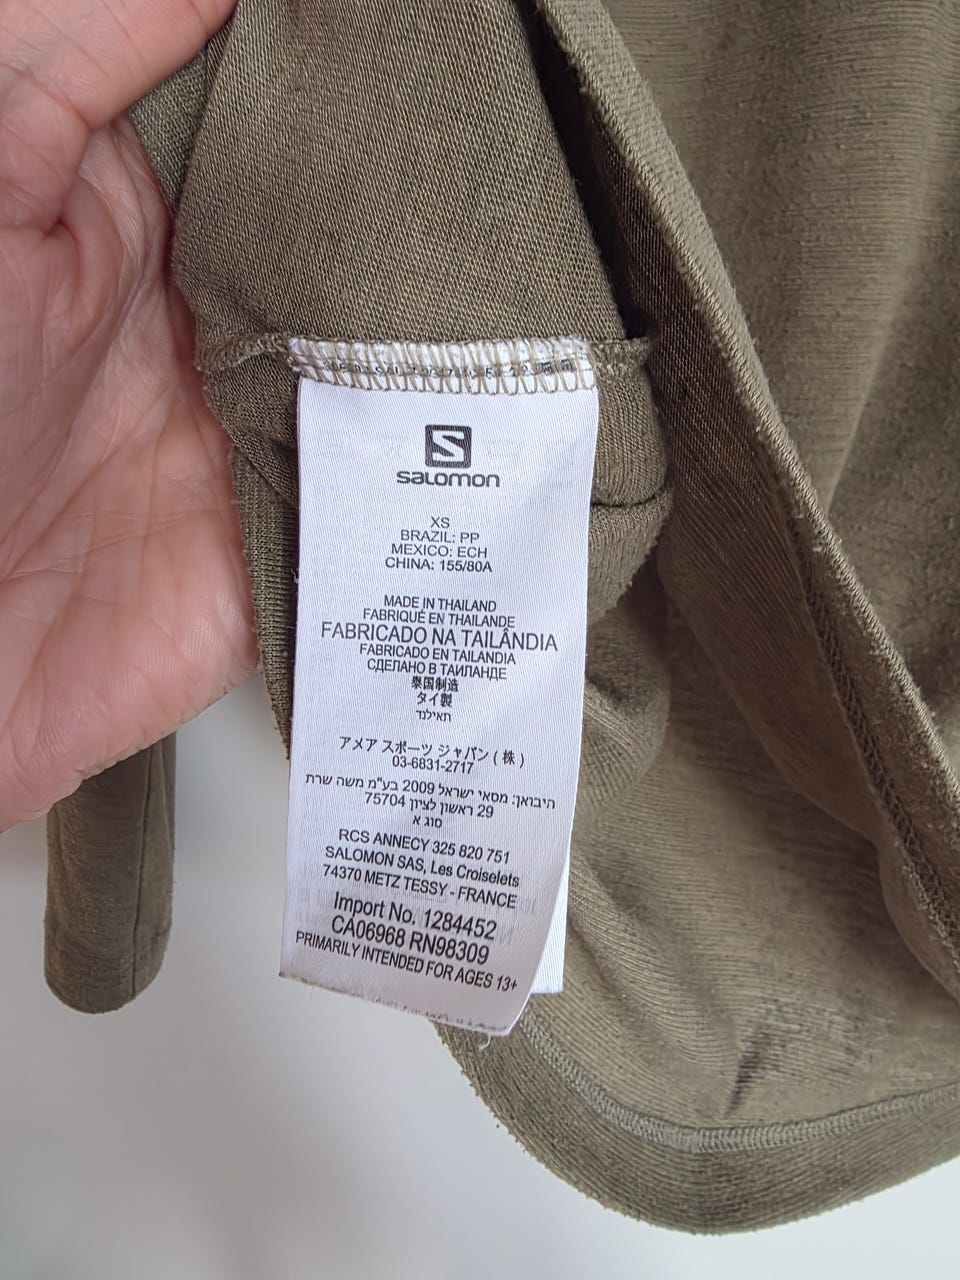 S
salomon
XS
BRAZIL: PP
MEXICO: ECH
CHINA: 155/80A
MADE IN THAILAND
FABRIQUÉ EN THAILANDE
FABRICADO NA TAILÂNDIA
FABRICADO EN TAILANDIA
СДЕЛАНО В ТАИЛАНДЕ
泰国制造
タイ製
תאילנד
アメア スポーツ ジャパン ( 株 )
03-6831-2717
היבואן: מסאי ישראל 2009 בע"מ משה שרת
29 ראשון לציון 75704
סוג א
RCS ANNECY 325 820 751
SALOMON SAS, Les Croiselets
74370 METZ TESSY - FRANCE
Import No. 1284452
CA06968 RN98309
PRIMARILY INTENDED FOR AGES 13+